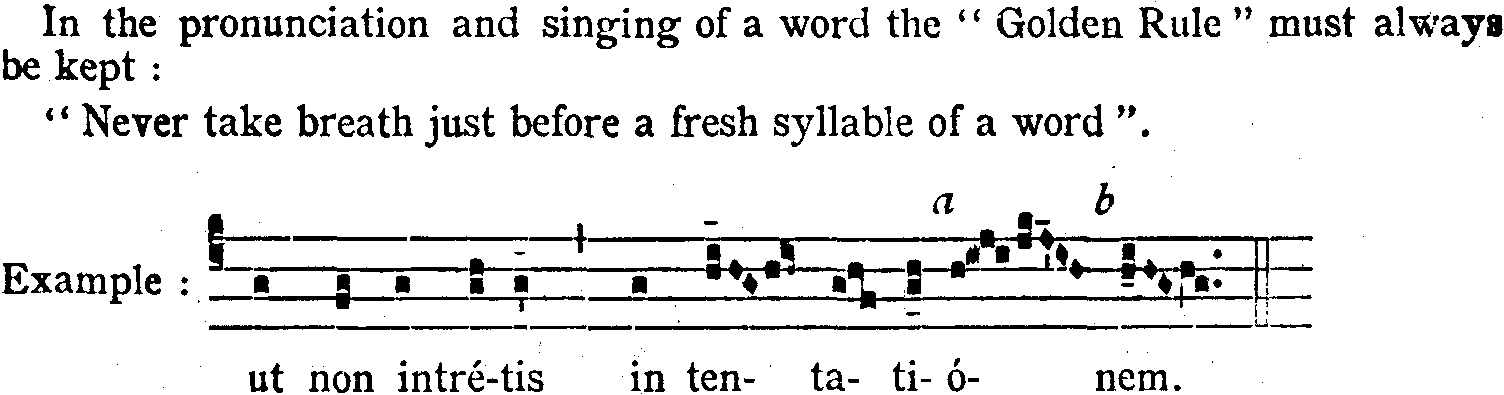 In the pronunciation and singing of a word the “ Golden Rule ” must always
be kept :
“ Never take breath just before a fresh syllable of a word ”.
a b
Example :
ut non intré-tis in ten- ta- ti- ó- nem.